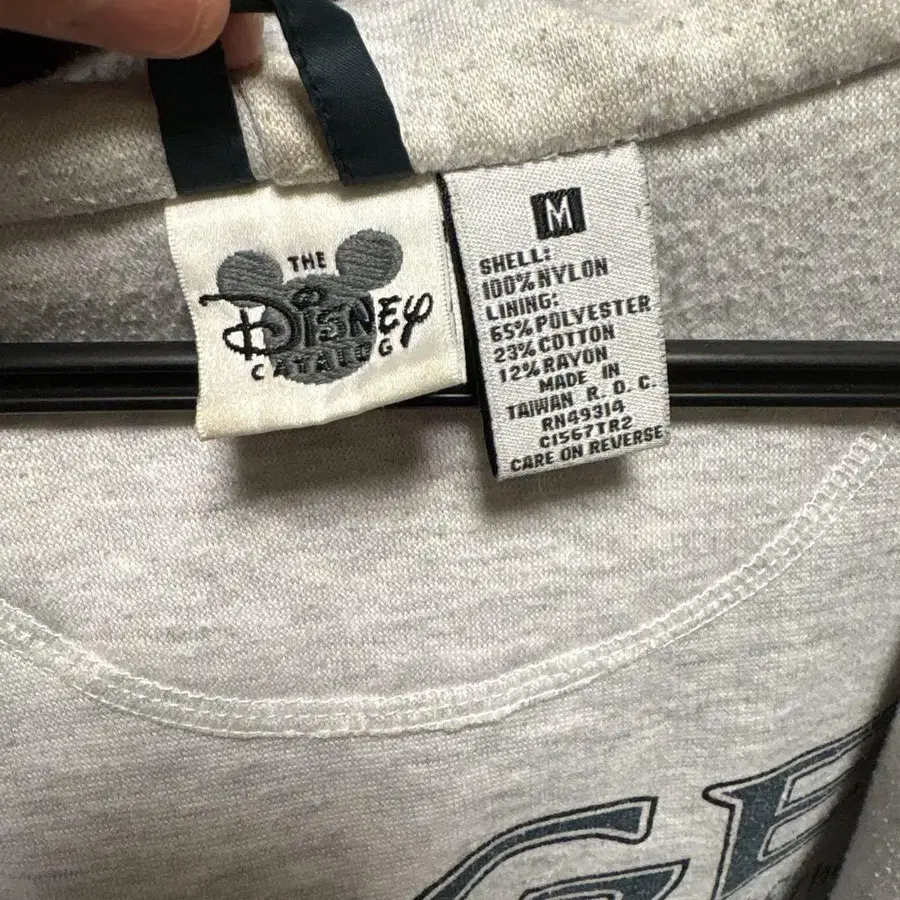 THE
DISNEY
CATALOG
M
SHELL:
100% NYLON
LINING:
65% POLYESTER
23% COTTON
12% RAYON
MADE IN
TAIWAN R. O. C.
RN49314
C1567TR2
CARE ON REVERSE
GE